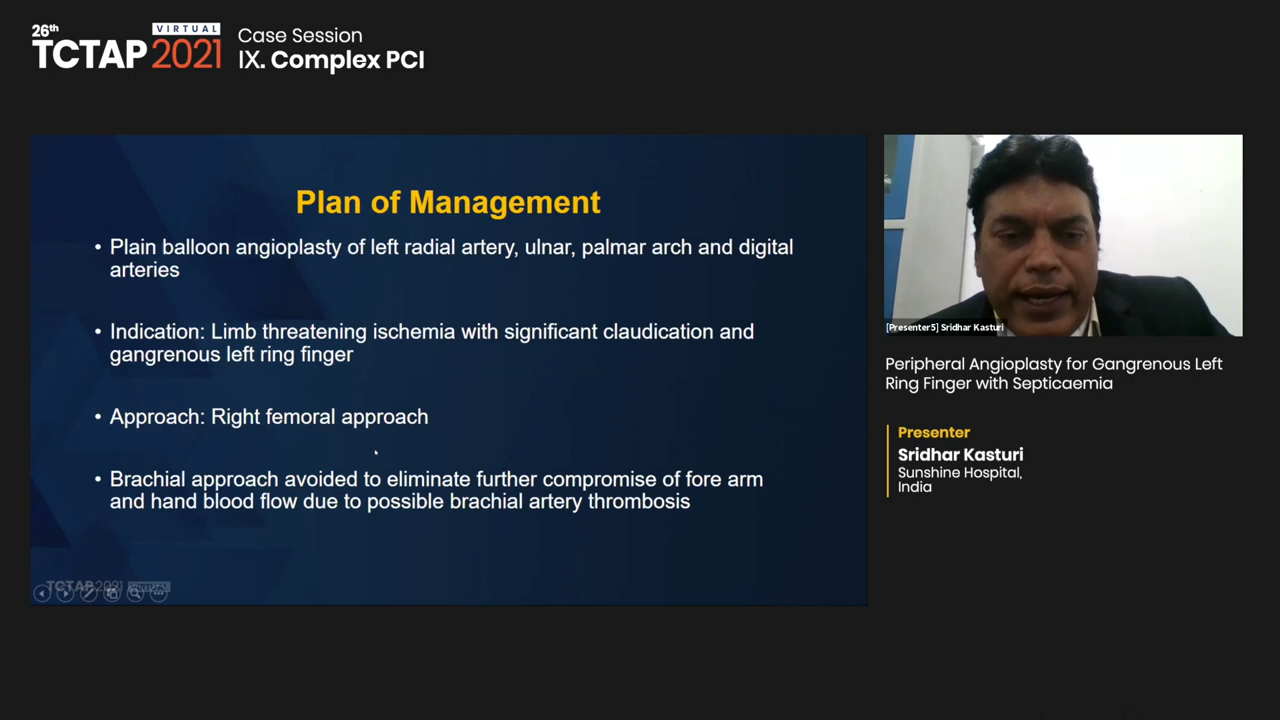 26th
VIRTUAL
TCTAP 2021
Case Session
IX. Complex PCI
Plan of Management
• Plain balloon angioplasty of left radial artery, ulnar, palmar arch and digital
arteries
• Indication: Limb threatening ischemia with significant claudication and
gangrenous left ring finger
• Approach: Right femoral approach
• Brachial approach avoided to eliminate further compromise of fore arm
and hand blood flow due to possible brachial artery thrombosis
TCTAP 2021 VIRTUAL
[Presenter5] Sridhar Kasturi
Peripheral Angioplasty for Gangrenous Left
Ring Finger with Septicaemia
Presenter
Sridhar Kasturi
Sunshine Hospital,
India